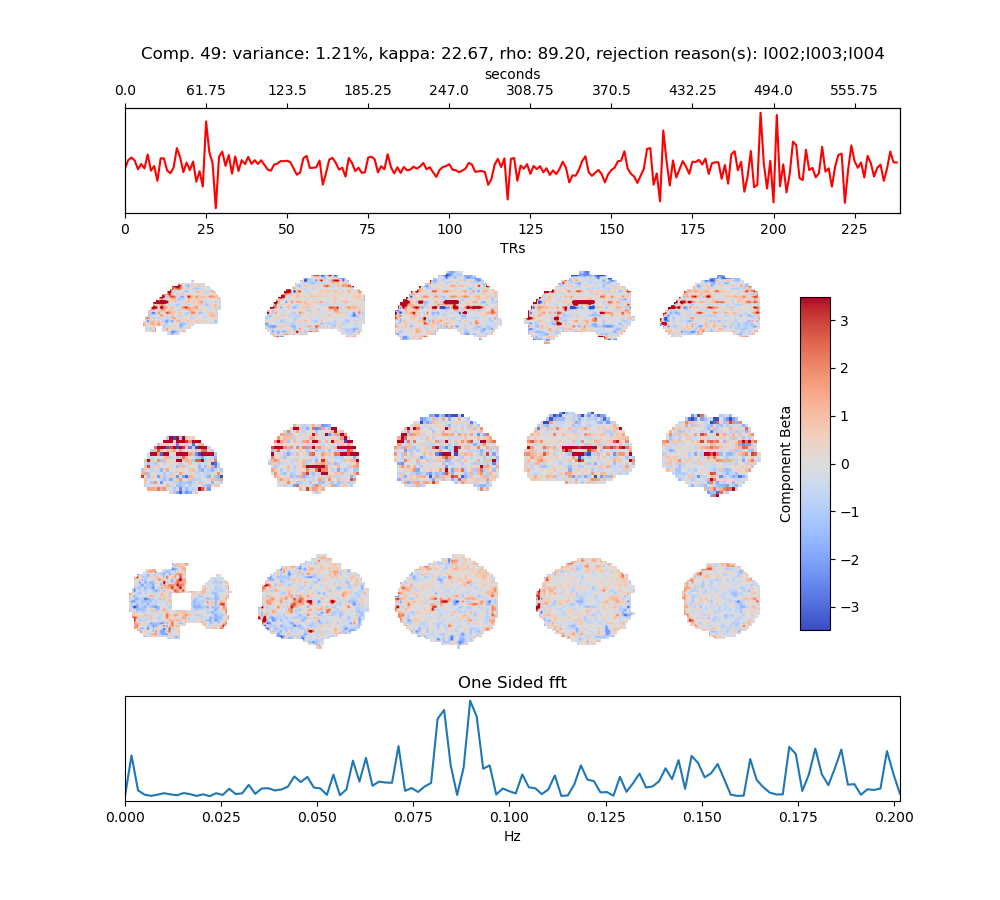 Comp. 49: variance: 1.21%, kappa: 22.67, rho: 89.20, rejection reason(s): I002;I003;I004
seconds
0.0 61.75 123.5 185.25 247.0 308.75 370.5 432.25 494.0 555.75
0 25 50 75 100 125 150 175 200 225
TRs
3
2
1
0
−1
−2
−3
Component Beta
One Sided fft
0.000 0.025 0.050 0.075 0.100 0.125 0.150 0.175 0.200
Hz